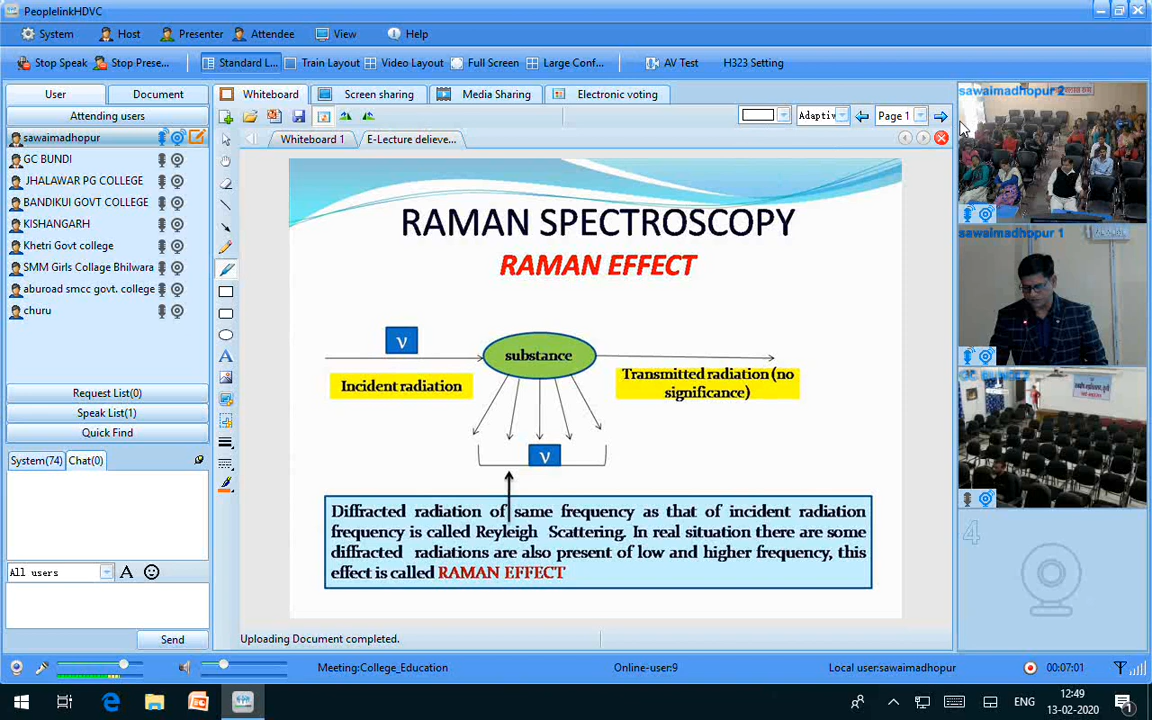 PeoplelinkHDVC
System Host Presenter Attendee View Help
Stop Speak Stop Prese... Standard L... Train Layout Video Layout Full Screen Large Conf... AV Test H323 Setting
User Document
Attending users
sawaimadhopur
GC BUNDI
JHALAWAR PG COLLEGE
BANDIKUI GOVT COLLEGE
KISHANGARH
Khetri Govt college
SMM Girls Collage Bhilwara
aburoad smcc govt. college
churu
Request List(0)
Speak List(1)
Quick Find
System(74) Chat(0)
All users A
Send
Whiteboard Screen sharing Media Sharing Electronic voting
Adaptiv Page 1
Whiteboard 1 E-Lecture delieve...
RAMAN SPECTROSCOPY
RAMAN EFFECT
ν
substance
Incident radiation
Transmitted radiation (no
significance)
ν
Diffracted radiation of same frequency as that of incident radiation
frequency is called Reyleigh Scattering. In real situation there are some
diffracted radiations are also present of low and higher frequency, this
effect is called RAMAN EFFECT
Uploading Document completed.
sawaimadhopur 2
sawaimadhopur 1
4
Meeting:College_Education Online-user:9 Local user:sawaimadhopur 00:07:01
ENG
12:49
13-02-2020
1